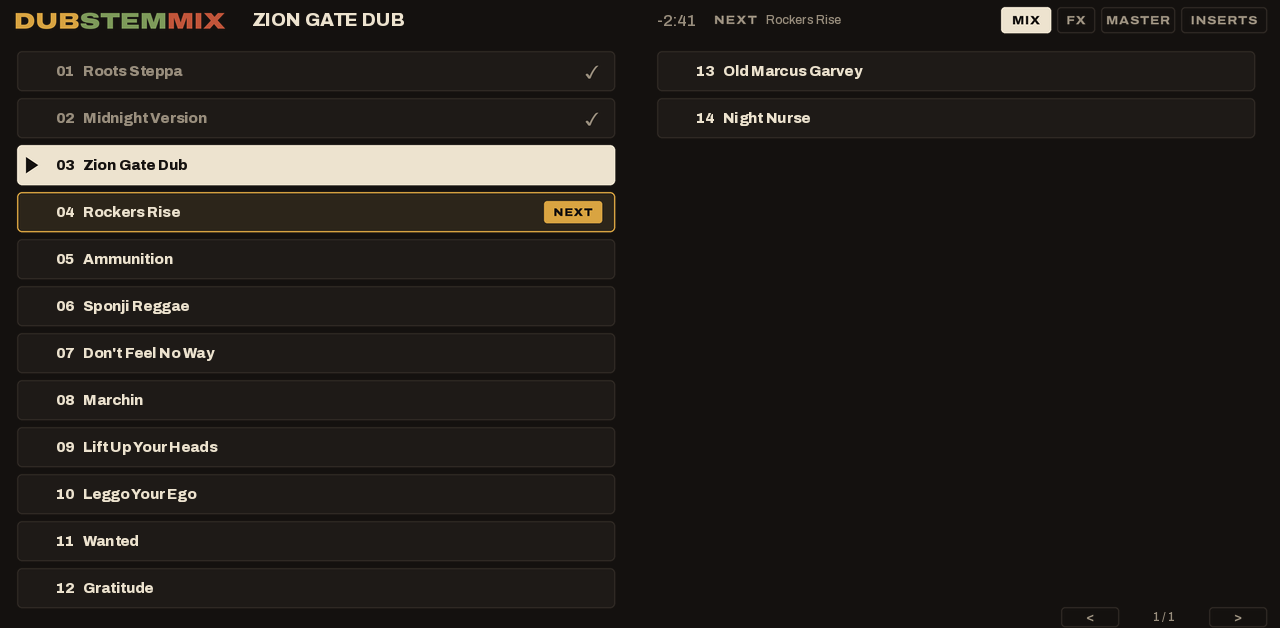 DUBSTEMMIX ZION GATE DUB -2:41 NEXT Rockers Rise MIX FX MASTER INSERTS
01 Roots Steppa ✓
02 Midnight Version ✓
03 Zion Gate Dub
04 Rockers Rise NEXT
05 Ammunition
06 Sponji Reggae
07 Don't Feel No Way
08 Marchin
09 Lift Up Your Heads
10 Leggo Your Ego
11 Wanted
12 Gratitude
13 Old Marcus Garvey
14 Night Nurse
< 1 / 1 >